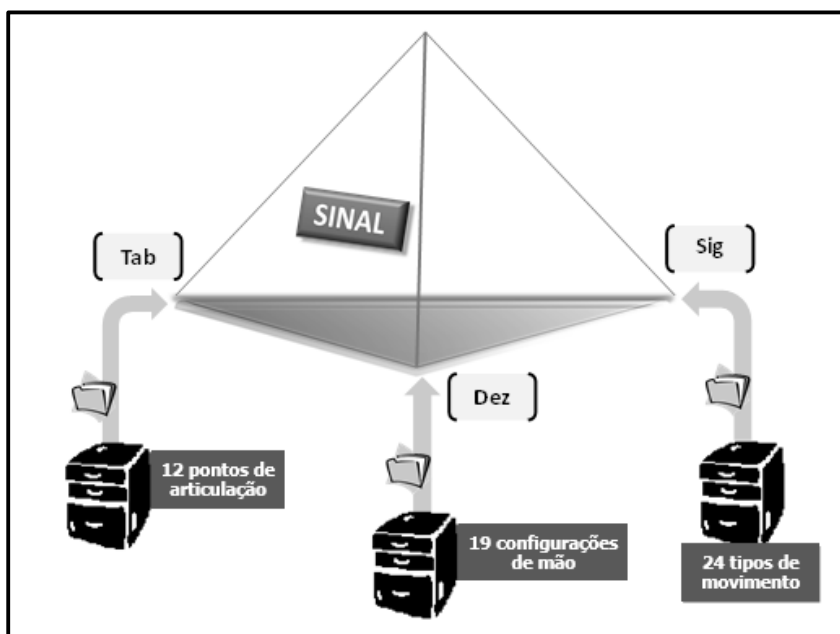 SINAL
Tab
Sig
Dez
12 pontos de
articulação
19 configurações
de mão
24 tipos de
movimento